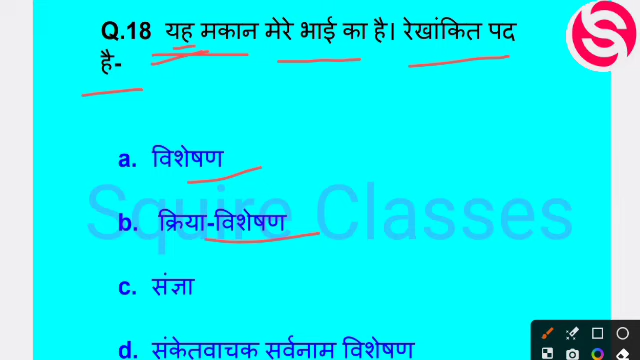 Q.18 यह मकान मेरे भाई का है। रेखांकित पद
है-
a. विशेषण
b. क्रिया-विशेषण
Squire Classes
c. संज्ञा
d. संकेतवाचक सर्वनाम विशेषण